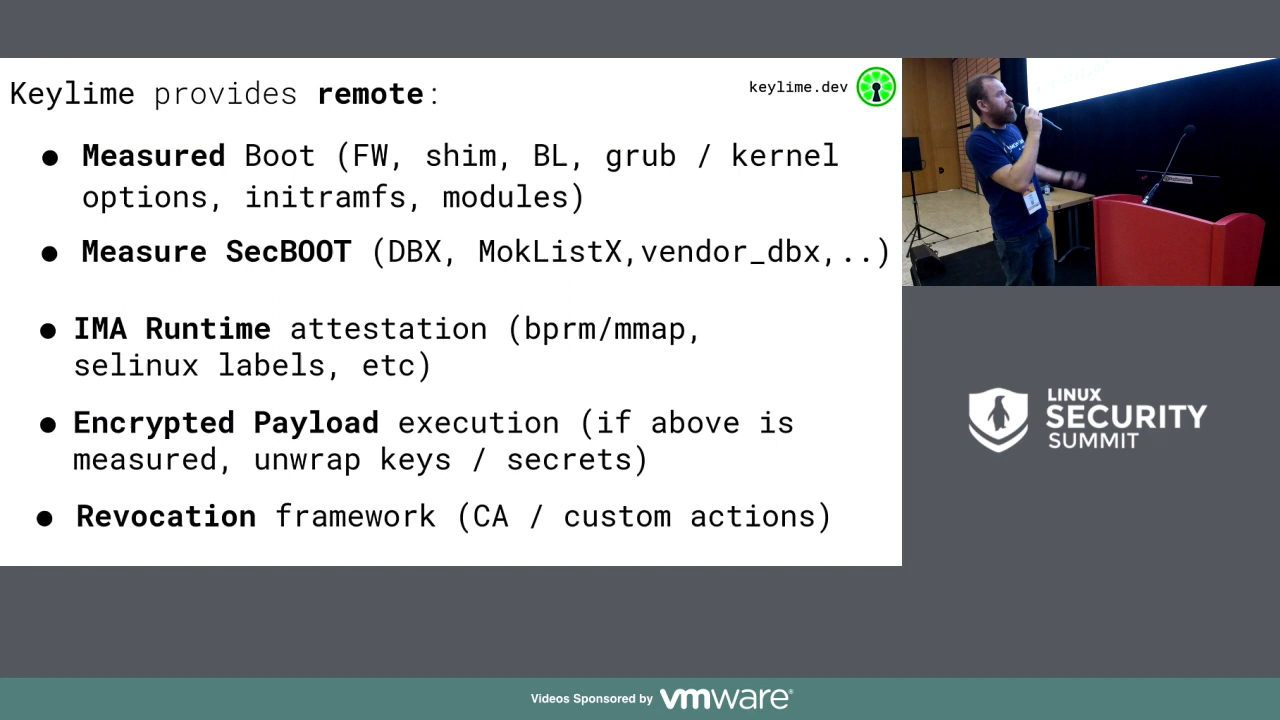 Keylime provides remote:
keylime.dev
● Measured Boot (FW, shim, BL, grub / kernel
options, initramfs, modules)
● Measure SecBOOT (DBX, MokListX,vendor_dbx,..)
● IMA Runtime attestation (bprm/mmap,
selinux labels, etc)
● Encrypted Payload execution (if above is
measured, unwrap keys / secrets)
● Revocation framework (CA / custom actions)
LINUX
SECURITY
SUMMIT
Videos Sponsored by vmware®